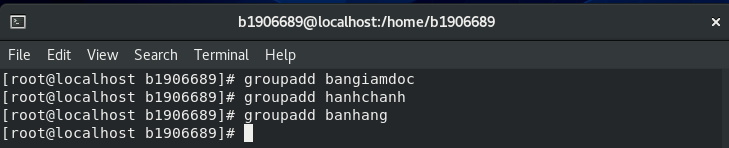 b1906689@localhost:/home/b1906689
File Edit View Search Terminal Help
[root@localhost b1906689]# groupadd bangiamdoc
[root@localhost b1906689]# groupadd hanhchanh
[root@localhost b1906689]# groupadd banhang
[root@localhost b1906689]#